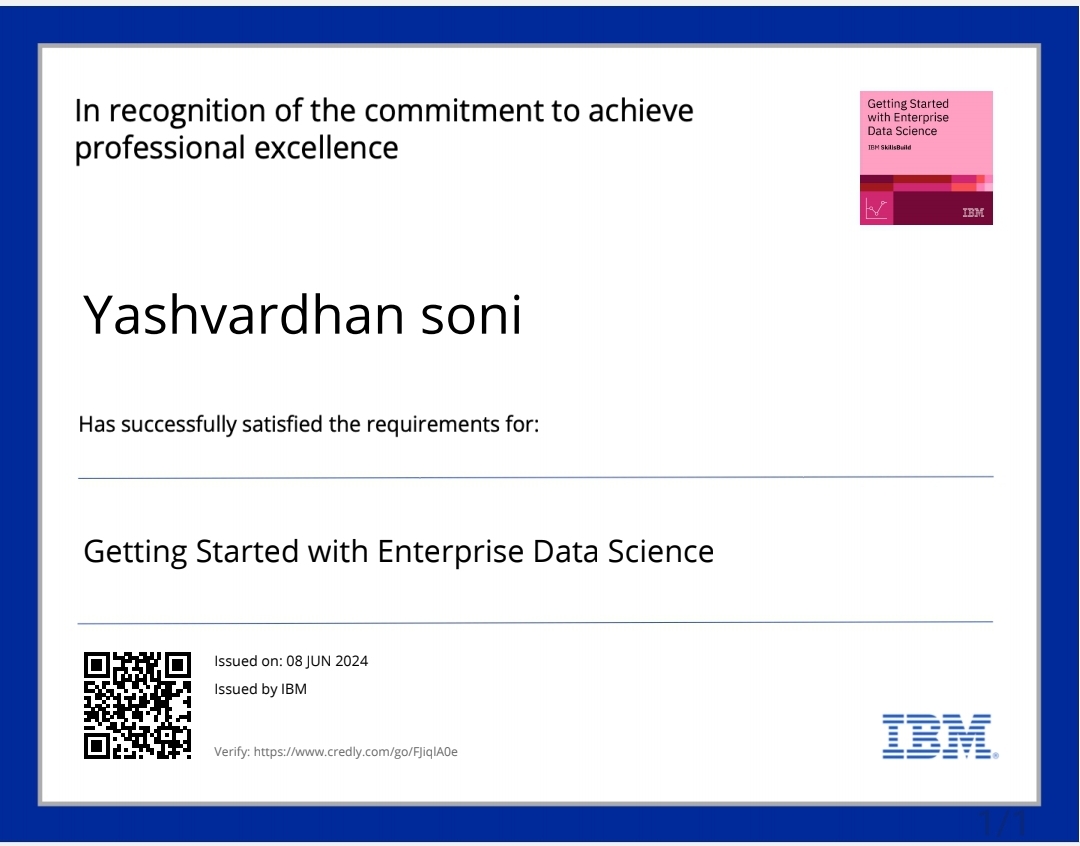 In recognition of the commitment to achieve
professional excellence
Getting Started
with Enterprise
Data Science
IBM SkillsBuild
IBM
Yashvardhan soni
Has successfully satisfied the requirements for:
Getting Started with Enterprise Data Science
Issued on: 08 JUN 2024
Issued by IBM
Verify: https://www.credly.com/go/FJiqlA0e
IBM®
1/1